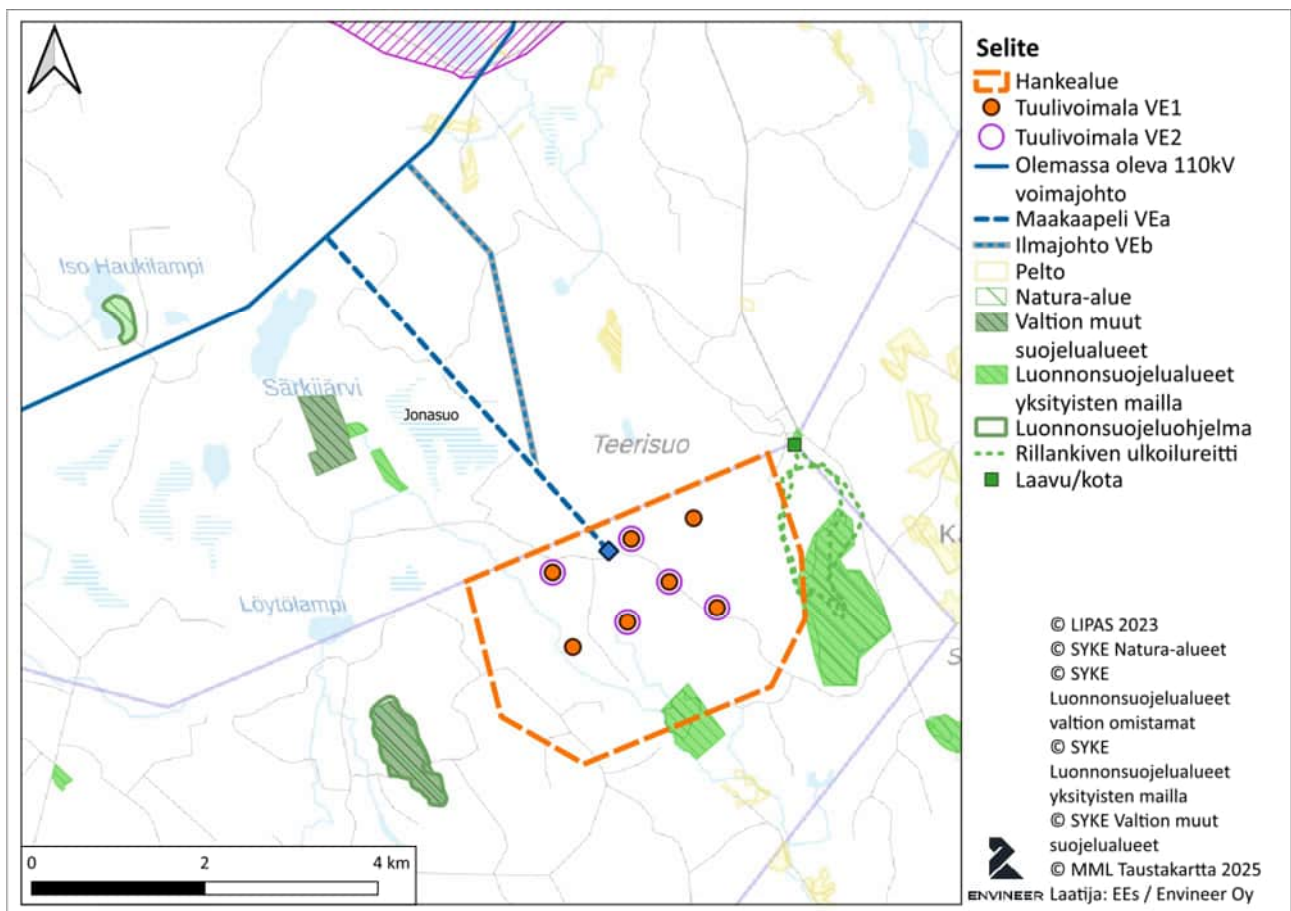 Iso Haukilampi
Särkijärvi
Jonasuo
Teerisuo
Löytölampi
0 2 4 km
Selite
Hankealue
Tuulivoimala VE1
Tuulivoimala VE2
Olemassa oleva 110kV
voimajohto
Maakaapeli VEa
Ilmajohto VEb
Pelto
Natura-alue
Valtion muut
suojelualueet
Luonnonsuojelualueet
yksityisten mailla
Luonnonsuojeluohjelma
Rillankiven ulkoilureitti
Laavu/kota
© LIPAS 2023
© SYKE Natura-alueet
© SYKE
Luonnonsuojelualueet
valtion omistamat
© SYKE
Luonnonsuojelualueet
yksityisten mailla
© SYKE Valtion muut
suojelualueet
© MML Taustakartta 2025
Laatija: EEs / Envineer Oy
ENVINEER